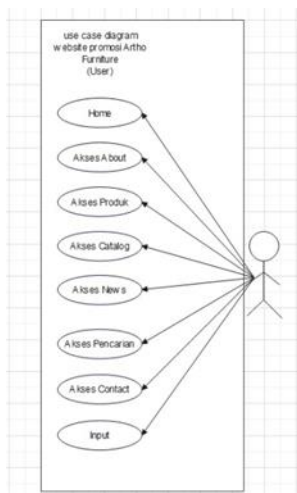 use case diagram
website promosi Artho
Furniture
(User)
Home
Akses About
Akses Produk
Akses Catalog
Akses News
Akses Pencarian
Akses Contact
Input